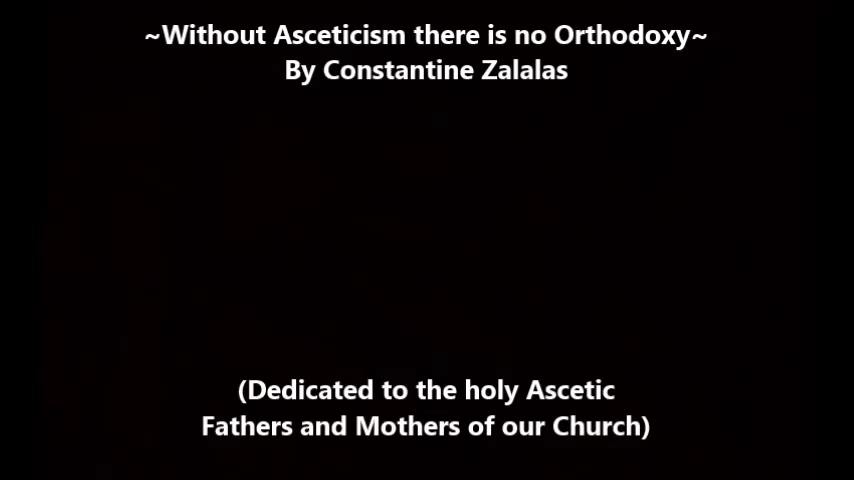 ~Without Asceticism there is no Orthodoxy~
By Constantine Zalalas
(Dedicated to the holy Ascetic
Fathers and Mothers of our Church)